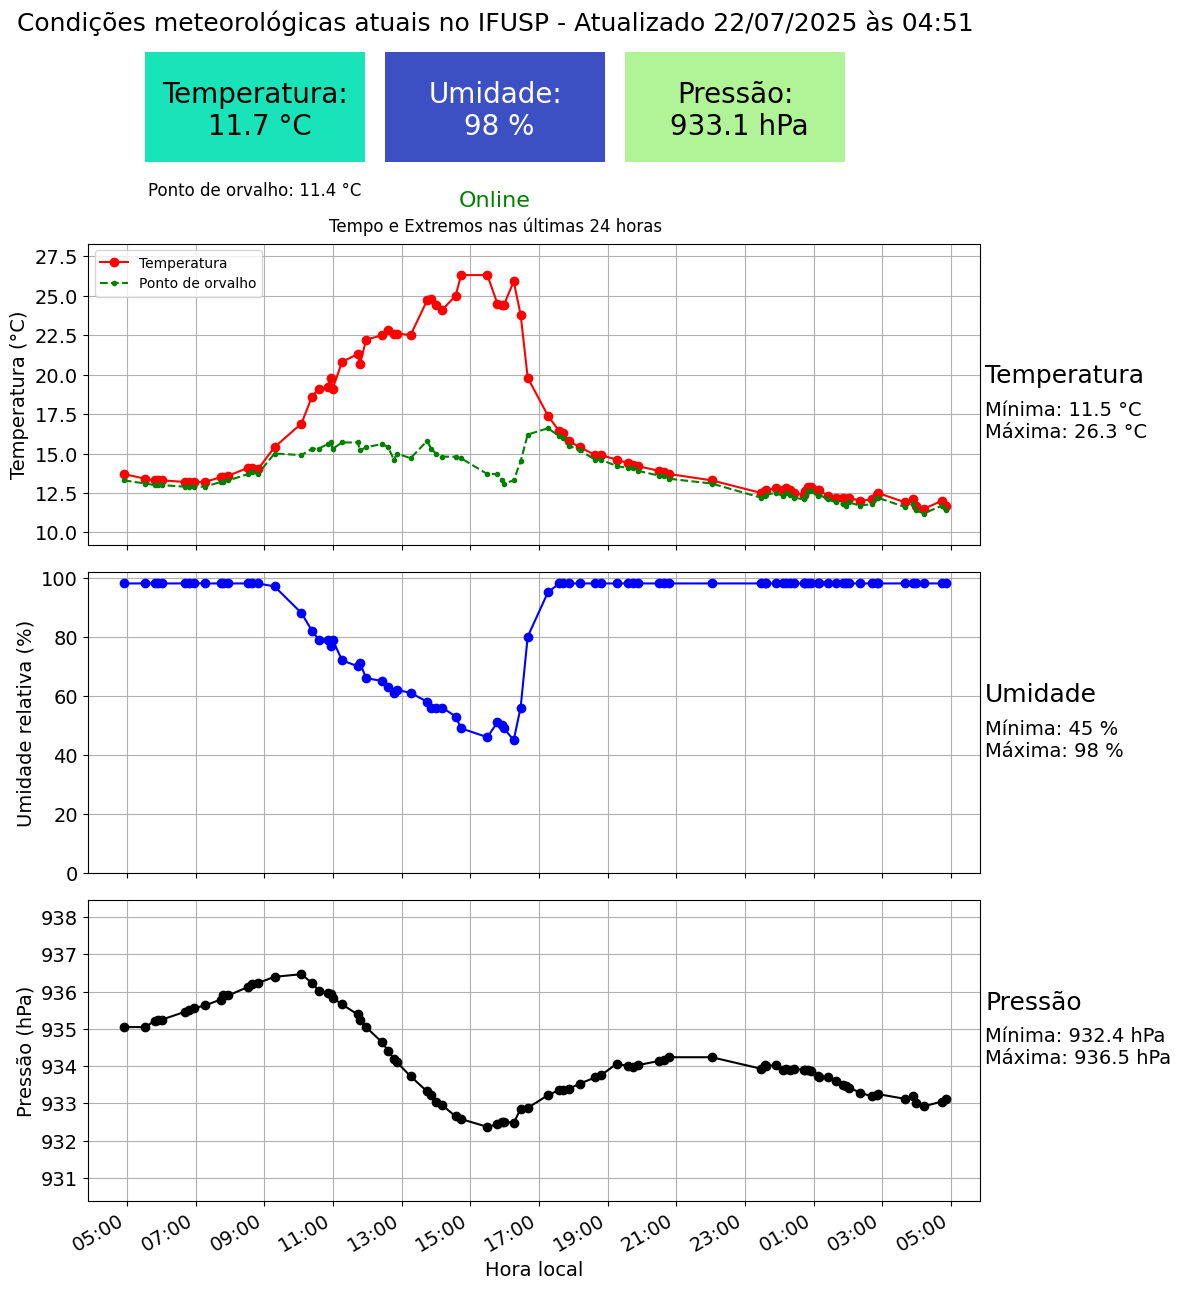 Condições meteorológicas atuais no IFUSP - Atualizado 22/07/2025 às 04:51
Temperatura:
11.7 °C
Umidade:
98 %
Pressão:
933.1 hPa
Ponto de orvalho: 11.4 °C
Online
Tempo e Extremos nas últimas 24 horas
Temperatura (°C)
27.5
25.0
22.5
20.0
17.5
15.0
12.5
10.0
Temperatura
Ponto de orvalho
Temperatura
Mínima: 11.5 °C
Máxima: 26.3 °C
Umidade relativa (%)
100
80
60
40
20
0
Umidade
Mínima: 45 %
Máxima: 98 %
Pressão (hPa)
938
937
936
935
934
933
932
931
Pressão
Mínima: 932.4 hPa
Máxima: 936.5 hPa
05:00 07:00 09:00 11:00 13:00 15:00 17:00 19:00 21:00 23:00 01:00 03:00 05:00
Hora local